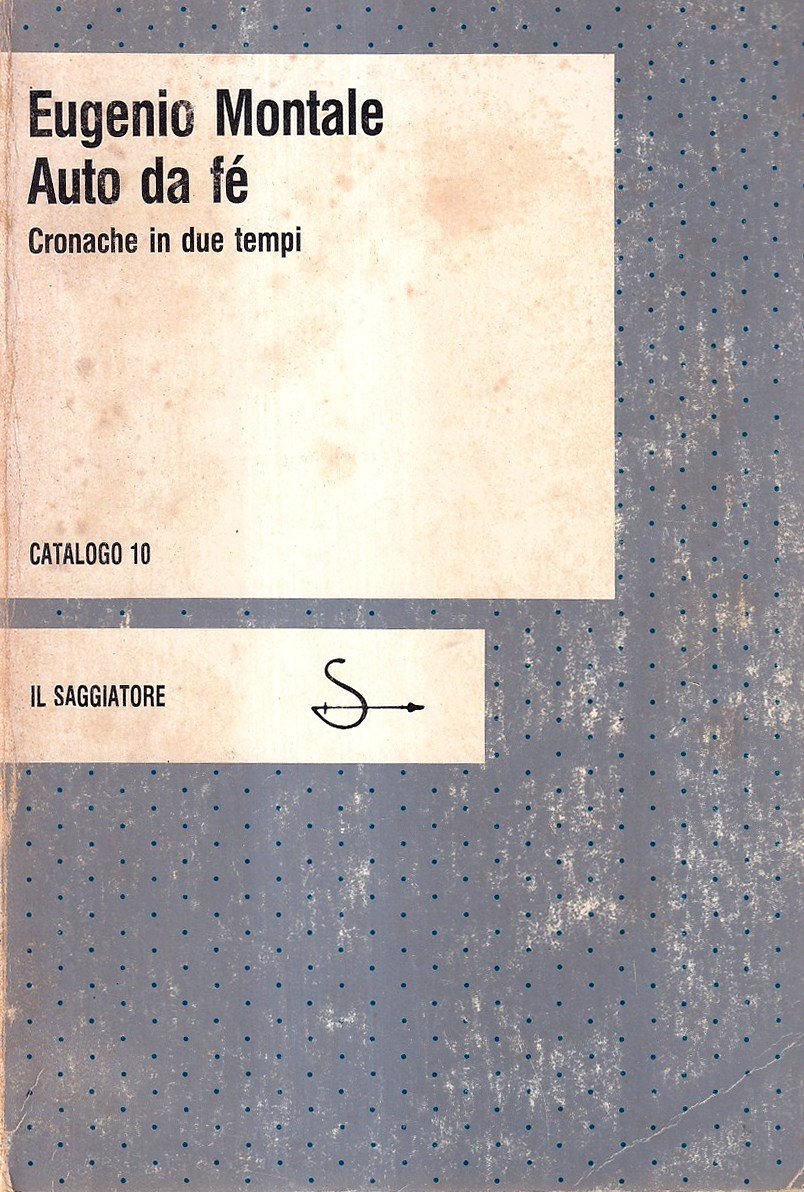 Eugenio Montale
Auto da fé
Cronache in due tempi
CATALOGO 10
IL SAGGIATORE